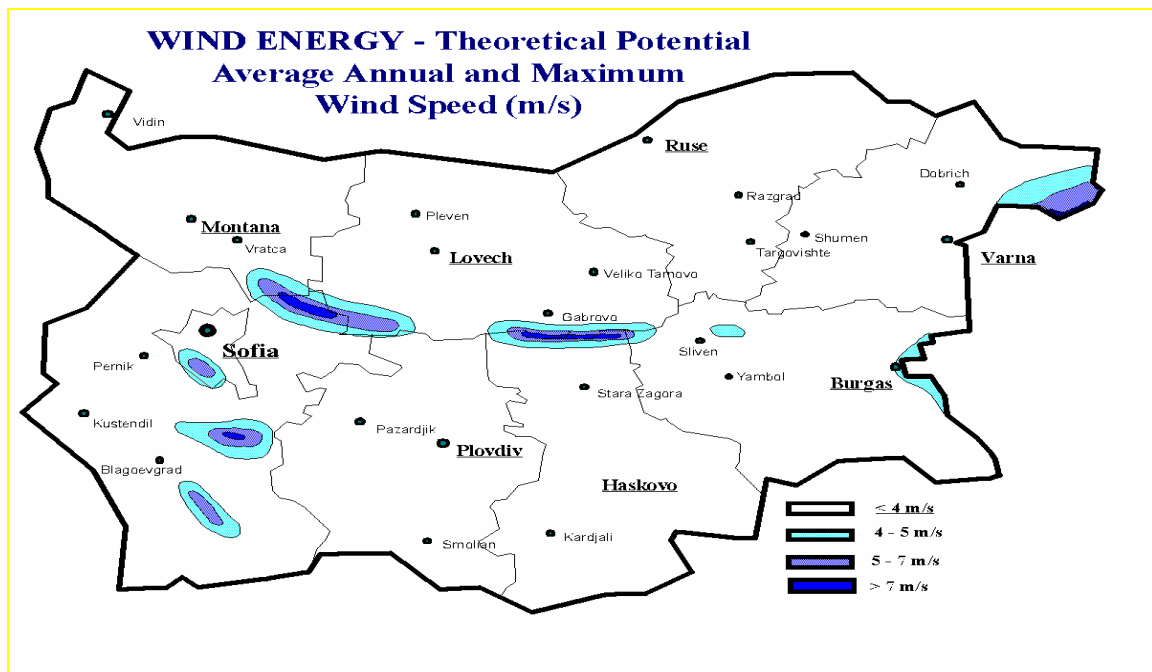 WIND ENERGY - Theoretical Potential
Average Annual and Maximum
Wind Speed (m/s)
Vidin
Ruse
Dobrich
Razgrad
Montana
Pleven
Vratca
Lovech
Targovishte
Shumen
Varna
Veliko Tarnovo
Gabrovo
Sofia
Sliven
Pernik
Yambol
Burgas
Stara Zagora
Kustendil
Pazardjik
Plovdiv
Blagoevgrad
Haskovo
Smolian
Kardjali
< 4 m/s
4 - 5 m/s
5 - 7 m/s
> 7 m/s